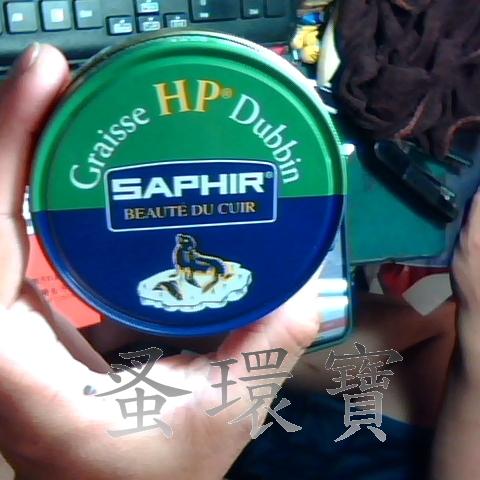 Graisse HP® Dubbin
SAPHIR®
BEAUTÉ DU CUIR
蚤環寶